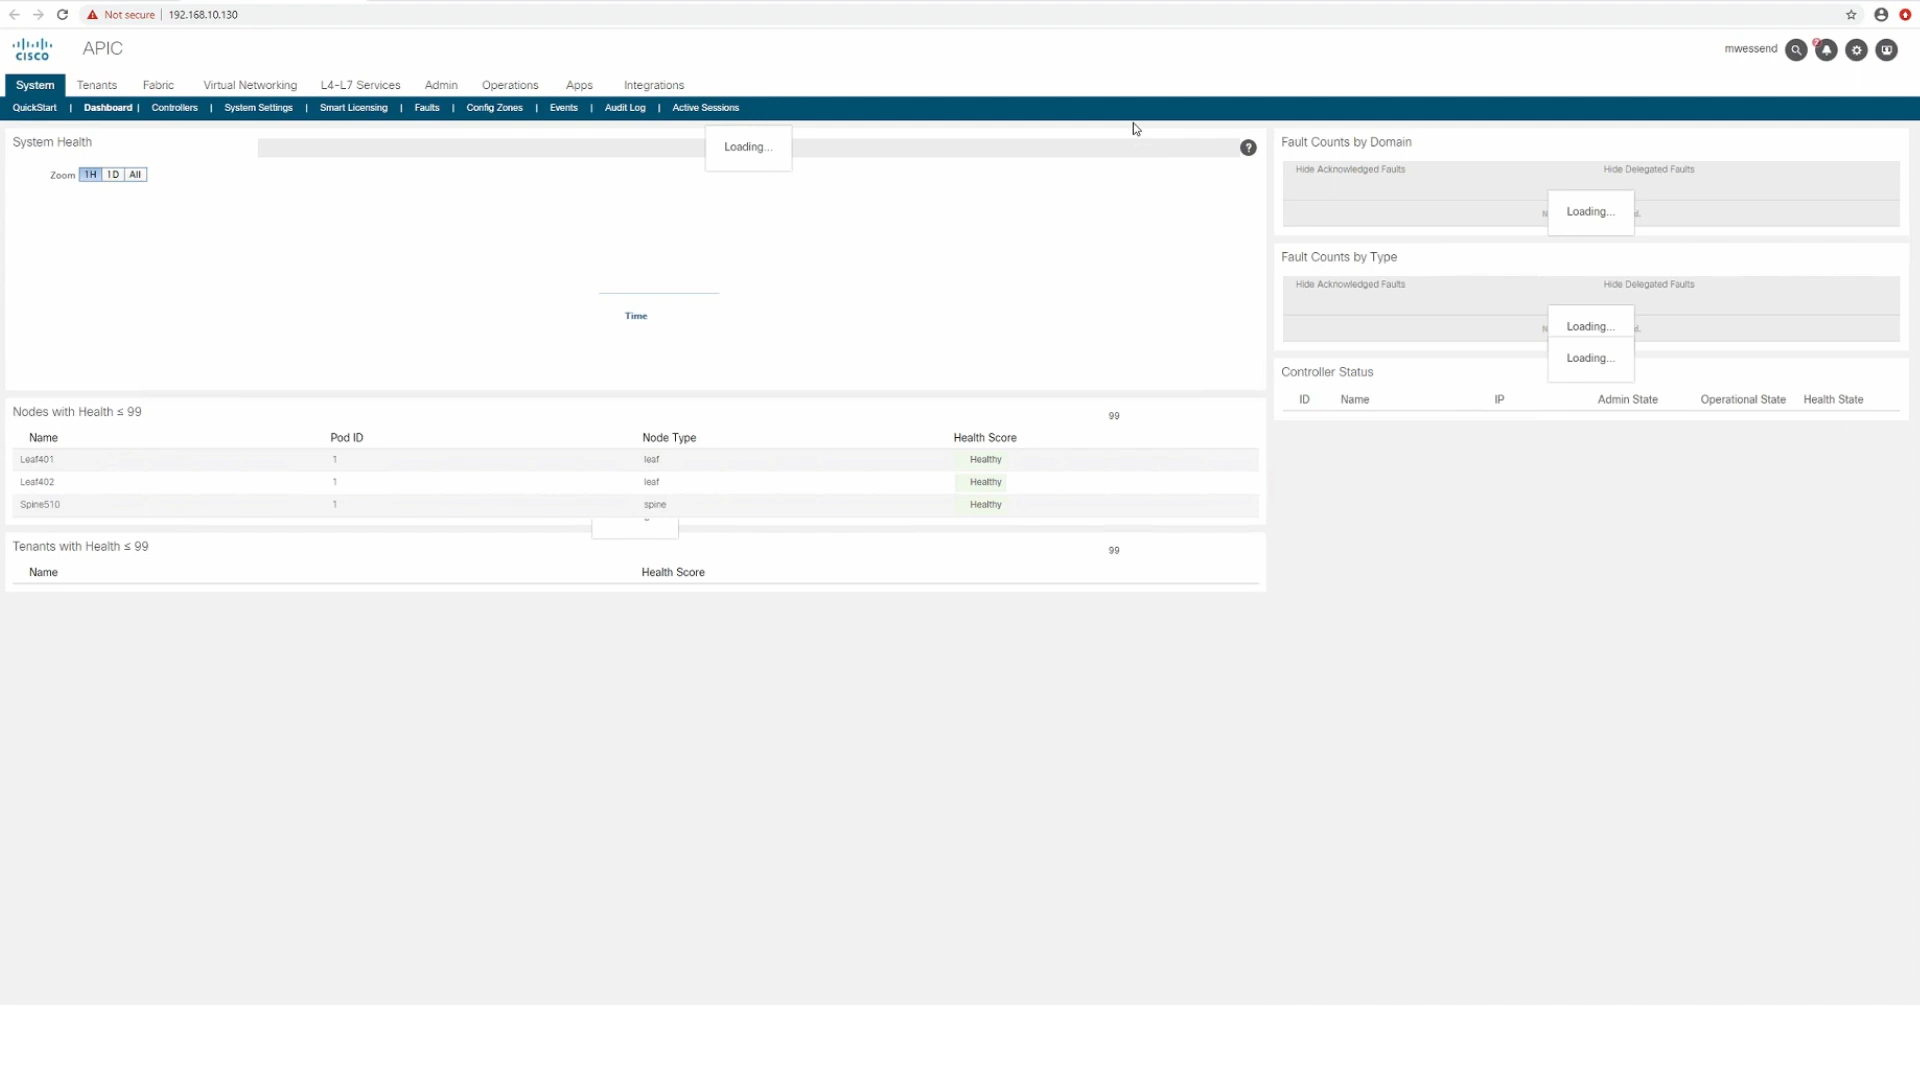 Not secure 192.168.10.130
CISCO APIC
mwessend
2
System Tenants Fabric Virtual Networking L4-L7 Services Admin Operations Apps Integrations
QuickStart | Dashboard | Controllers | System Settings | Smart Licensing | Faults | Config Zones | Events | Audit Log | Active Sessions
System Health
Loading...
?
Zoom 1H 1D All
Time
Nodes with Health ≤ 99
99
Name Pod ID Node Type Health Score
Leaf401 1 leaf Healthy
Leaf402 1 leaf Healthy
Spine510 1 spine Healthy
Tenants with Health ≤ 99
99
Name Health Score
Fault Counts by Domain
Hide Acknowledged Faults Hide Delegated Faults
Loading...
Fault Counts by Type
Hide Acknowledged Faults Hide Delegated Faults
Loading...
Loading...
Controller Status
ID Name IP Admin State Operational State Health State